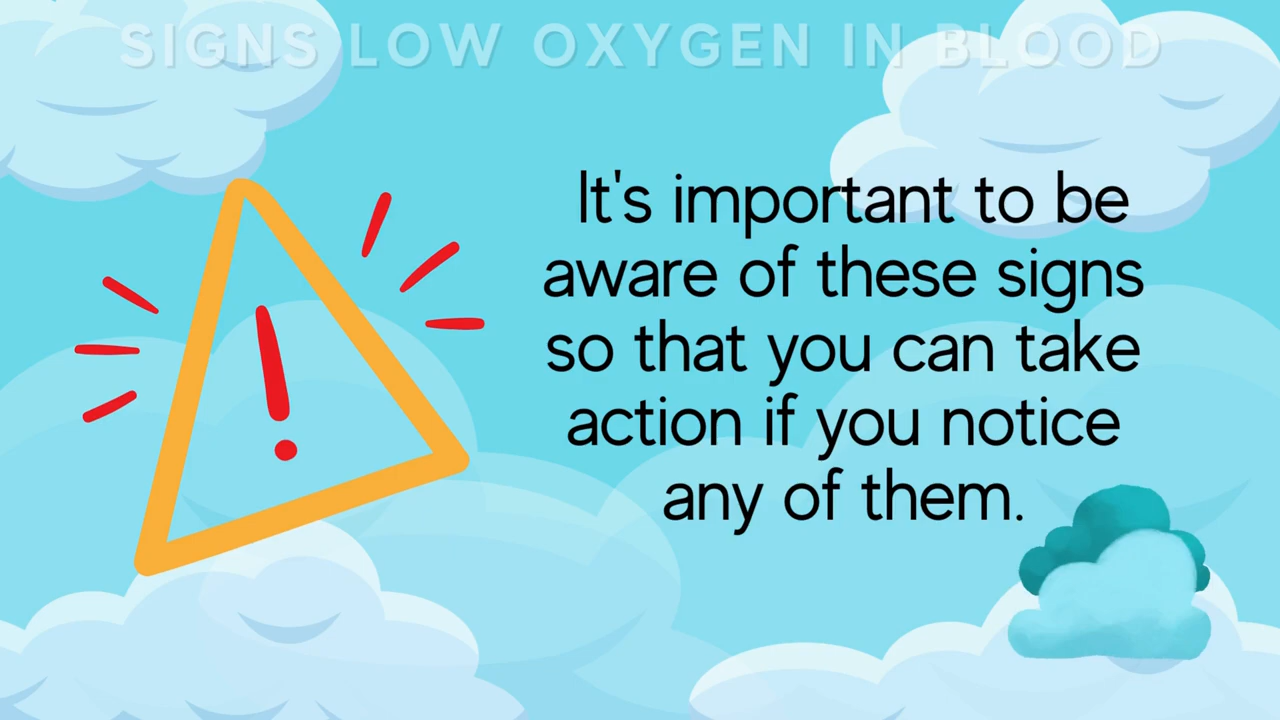 SIGNS LOW OXYGEN IN BLOOD
It's important to be
aware of these signs
so that you can take
action if you notice
any of them.